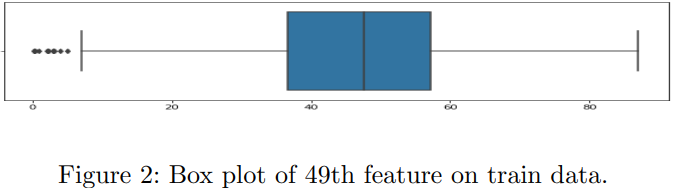 0 20 40 60 80
Figure 2: Box plot of 49th feature on train data.